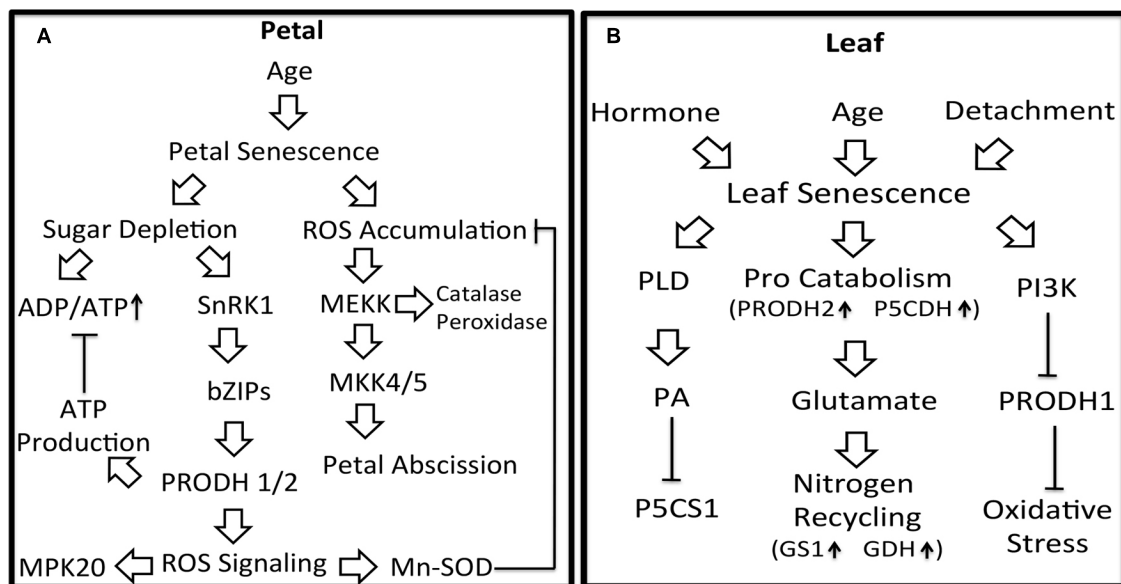 A
Petal
Age
Petal Senescence
Sugar Depletion
ROS Accumulation
ADP/ATP↑
SnRK1
MEKK
Catalase
Peroxidase
bZIPs
MKK4/5
ATP
Production
Petal Abscission
PRODH 1/2
MPK20
ROS Signaling
Mn-SOD
B
Leaf
Hormone
Age
Detachment
Leaf Senescence
PLD
Pro Catabolism
(PRODH2↑ P5CDH↑)
PI3K
PA
Glutamate
PRODH1
P5CS1
Nitrogen
Recycling
(GS1↑ GDH↑)
Oxidative
Stress